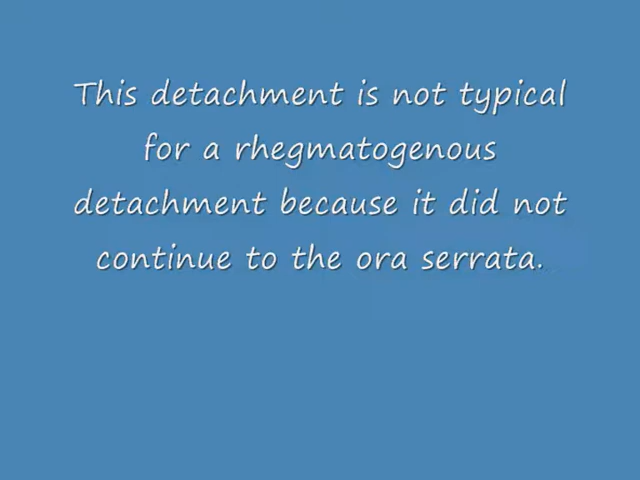 This detachment is not typical
for a rhegmatogenous
detachment because it did not
continue to the ora serrata.